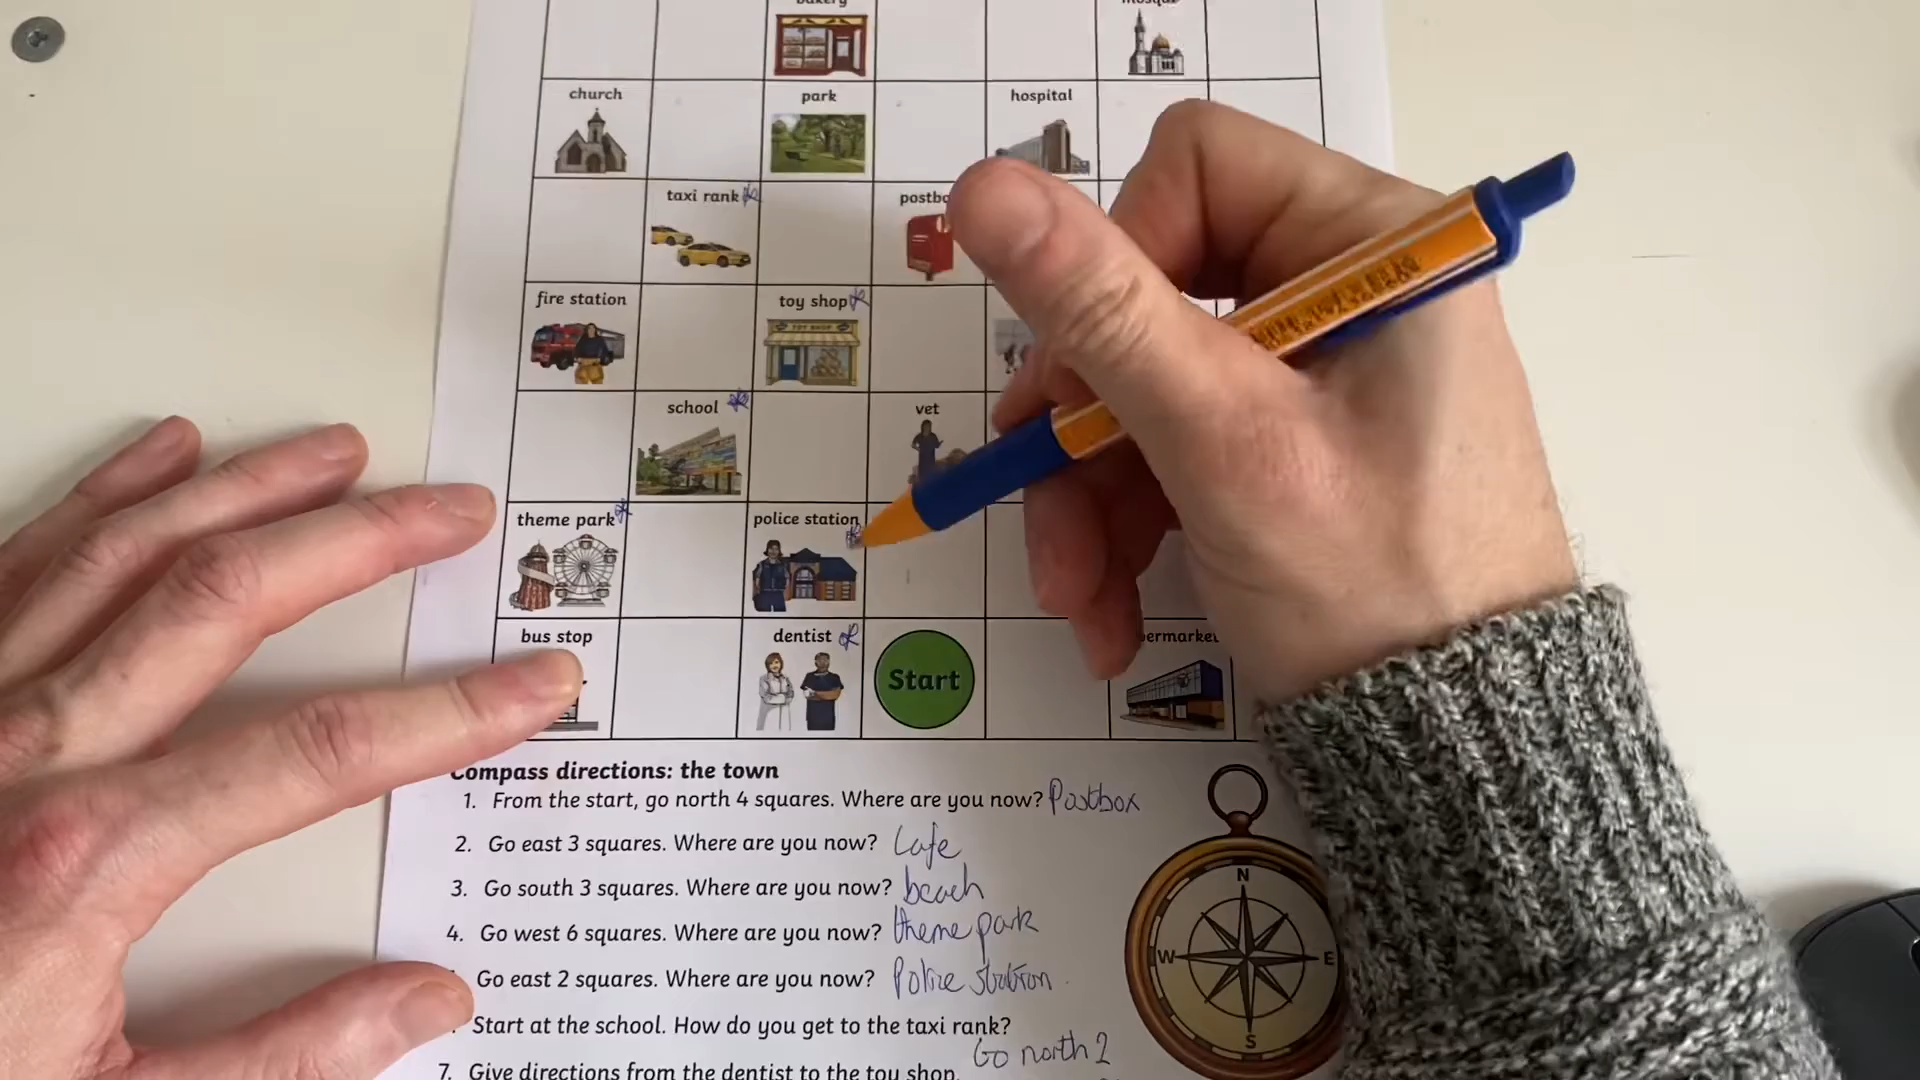 church
park
hospital
taxi rank
fire station
toy shop
TOY SHOP
school
vet
theme park
police station
bus stop
dentist
Start
Compass directions: the town
1. From the start, go north 4 squares. Where are you now? Postbox
2. Go east 3 squares. Where are you now? Cafe
3. Go south 3 squares. Where are you now? beach
4. Go west 6 squares. Where are you now? theme park
Go east 2 squares. Where are you now? Police station
Start at the school. How do you get to the taxi rank?
Go north 2
7. Give directions from the dentist to the toy shop.
N
W
E
S